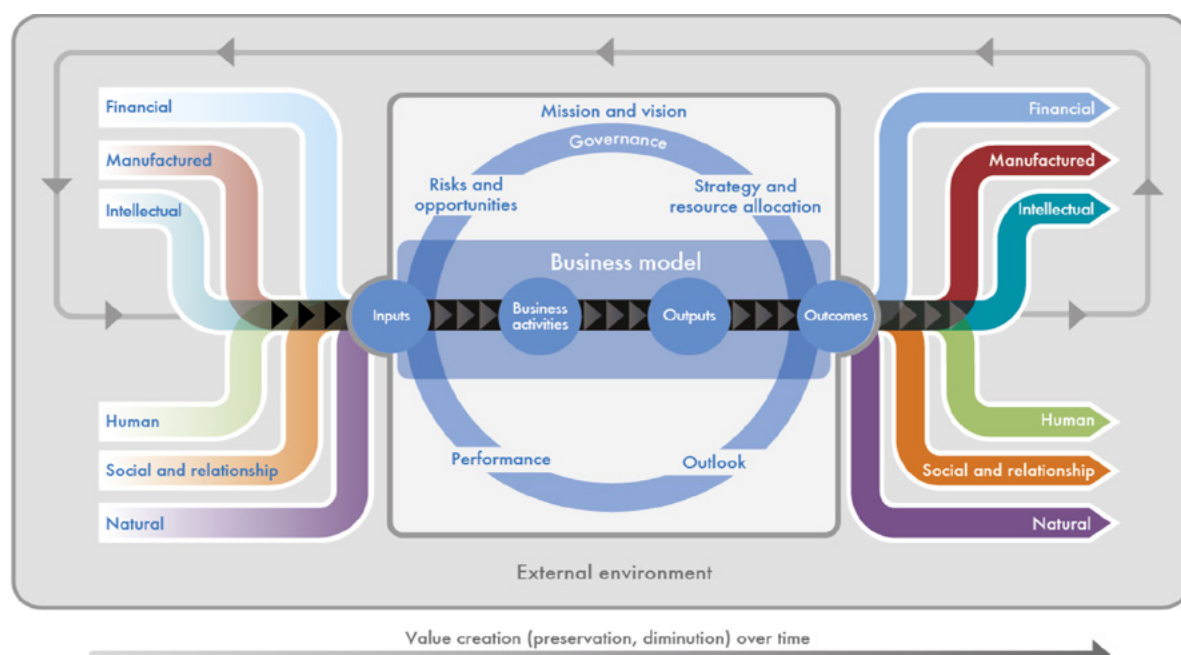 Financial
Manufactured
Intellectual
Human
Social and relationship
Natural
Mission and vision
Governance
Risks and
opportunities
Strategy and
resource allocation
Business model
Inputs
Business
activities
Outputs
Outcomes
Performance
Outlook
Financial
Manufactured
Intellectual
Human
Social and relationship
Natural
External environment
Value creation (preservation, diminution) over time